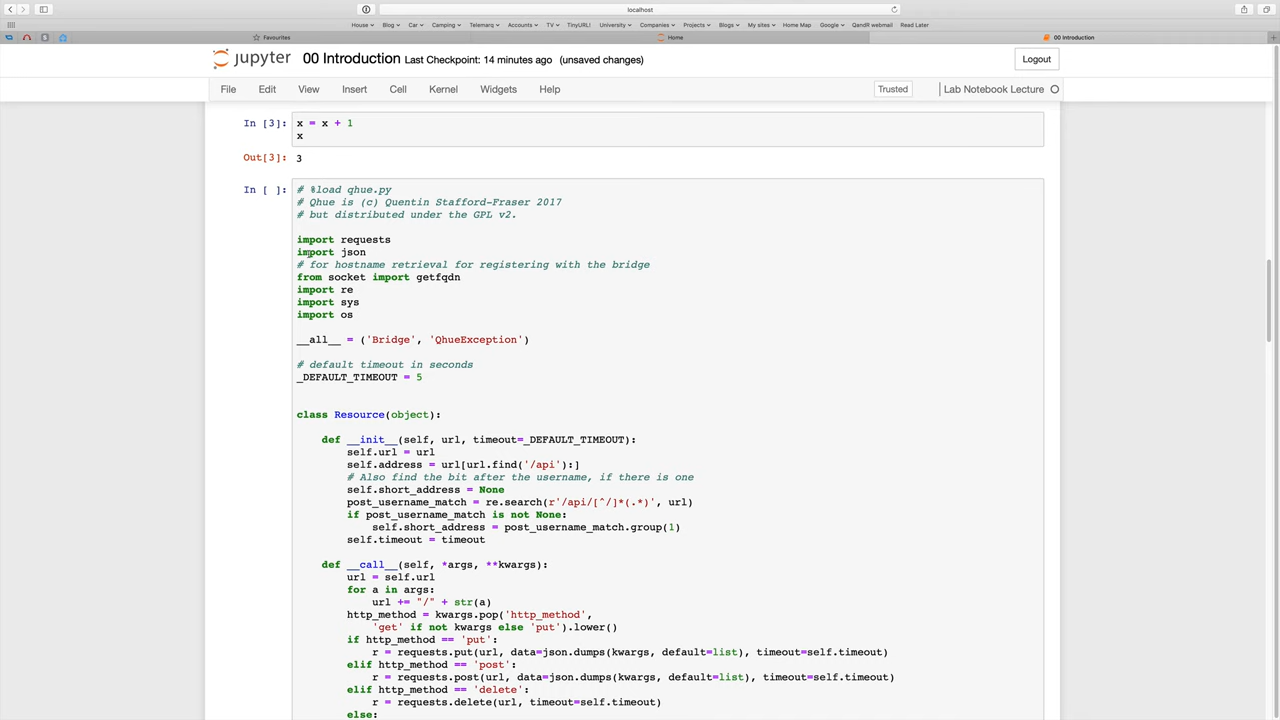 localhost
House Blog Car Camping Telemarq Accounts TV TinyURL! University Companies Projects Blogs My sites Home Map Google QandR webmail Read Later
Favourites Home 00 Introduction
jupyter 00 Introduction Last Checkpoint: 14 minutes ago (unsaved changes) Logout
File Edit View Insert Cell Kernel Widgets Help Trusted Lab Notebook Lecture
In [3]: x = x + 1
x
Out[3]: 3
In [ ]: # %load qhue.py
# Qhue is (c) Quentin Stafford-Fraser 2017
# but distributed under the GPL v2.
import requests
import json
# for hostname retrieval for registering with the bridge
from socket import getfqdn
import re
import sys
import os
__all__ = ('Bridge', 'QhueException')
# default timeout in seconds
_DEFAULT_TIMEOUT = 5
class Resource(object):
def __init__(self, url, timeout=_DEFAULT_TIMEOUT):
self.url = url
self.address = url[url.find('/api'):]
# Also find the bit after the username, if there is one
self.short_address = None
post_username_match = re.search(r'/api/[^/]*(.*)', url)
if post_username_match is not None:
self.short_address = post_username_match.group(1)
self.timeout = timeout
def __call__(self, *args, **kwargs):
url = self.url
for a in args:
url += "/" + str(a)
http_method = kwargs.pop('http_method',
'get' if not kwargs else 'put').lower()
if http_method == 'put':
r = requests.put(url, data=json.dumps(kwargs, default=list), timeout=self.timeout)
elif http_method == 'post':
r = requests.post(url, data=json.dumps(kwargs, default=list), timeout=self.timeout)
elif http_method == 'delete':
r = requests.delete(url, timeout=self.timeout)
else: